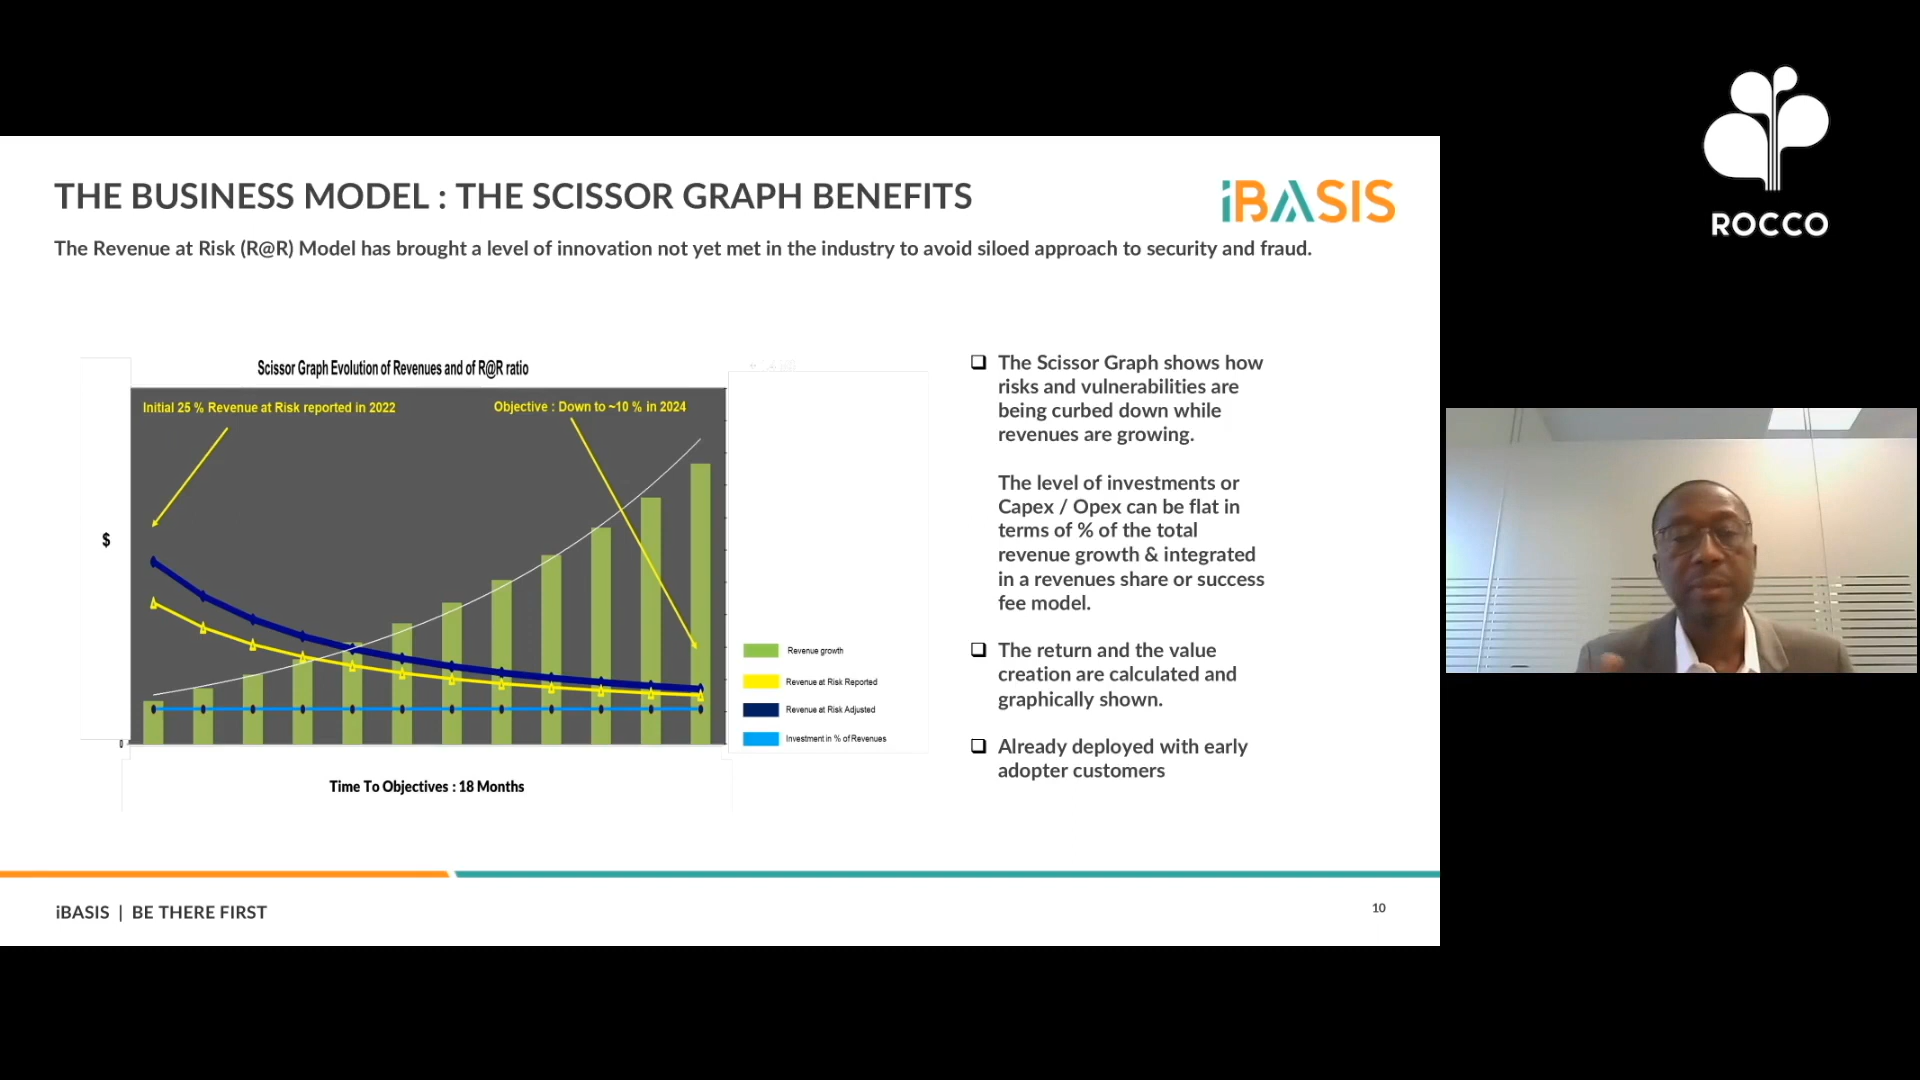 ROCCO
THE BUSINESS MODEL : THE SCISSOR GRAPH BENEFITS
iBASIS
The Revenue at Risk (R@R) Model has brought a level of innovation not yet met in the industry to avoid siloed approach to security and fraud.
Scissor Graph Evolution of Revenues and of R@R ratio
Initial 25 % Revenue at Risk reported in 2022
Objective : Down to ~10 % in 2024
$
0
Revenue growth
Revenue at Risk Reported
Revenue at Risk Adjusted
Investment in % of Revenues
Time To Objectives : 18 Months
The Scissor Graph shows how
risks and vulnerabilities are
being curbed down while
revenues are growing.
The level of investments or
Capex / Opex can be flat in
terms of % of the total
revenue growth & integrated
in a revenues share or success
fee model.
The return and the value
creation are calculated and
graphically shown.
Already deployed with early
adopter customers
iBASIS | BE THERE FIRST
10